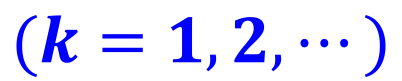 (k = 1, 2, ⋯ )